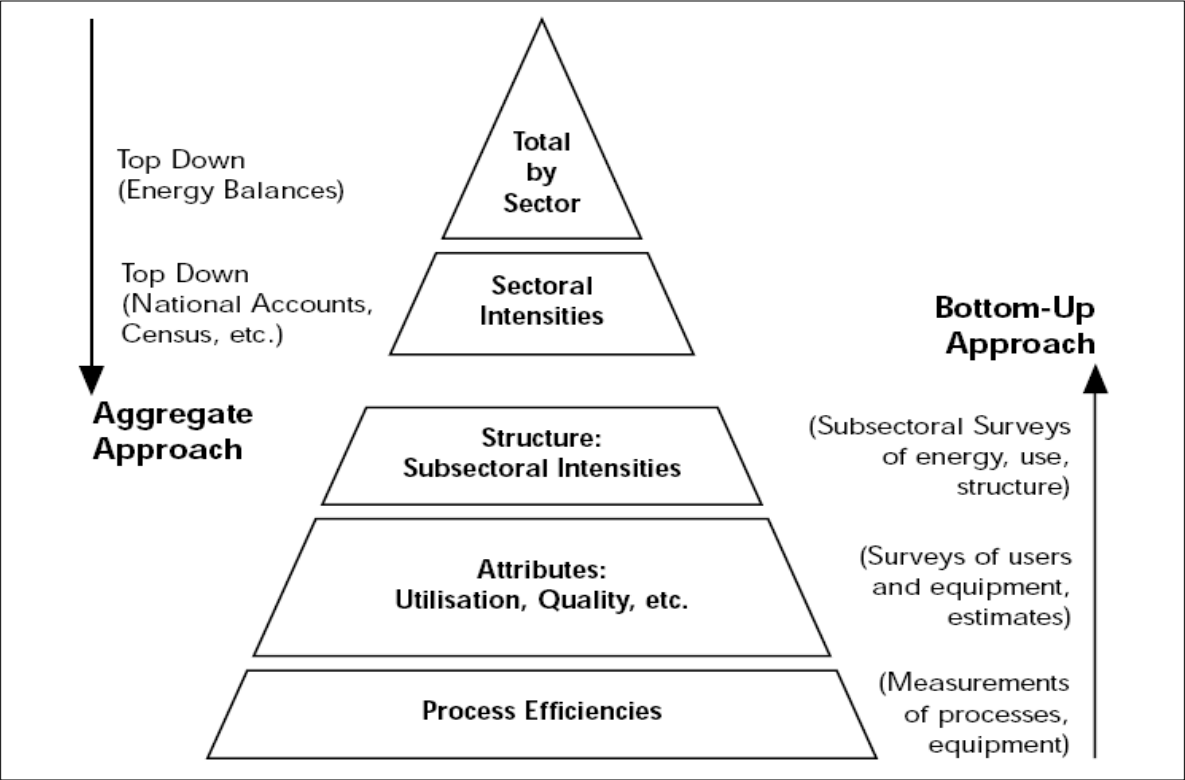 Total
by
Sector
Top Down
(Energy Balances)
Top Down
(National Accounts,
Census, etc.)
Sectoral
Intensities
Bottom-Up
Approach
Aggregate
Approach
Structure:
Subsectoral Intensities
(Subsectoral Surveys
of energy, use,
structure)
Attributes:
Utilisation, Quality, etc.
(Surveys of users
and equipment,
estimates)
Process Efficiencies
(Measurements
of processes,
equipment)